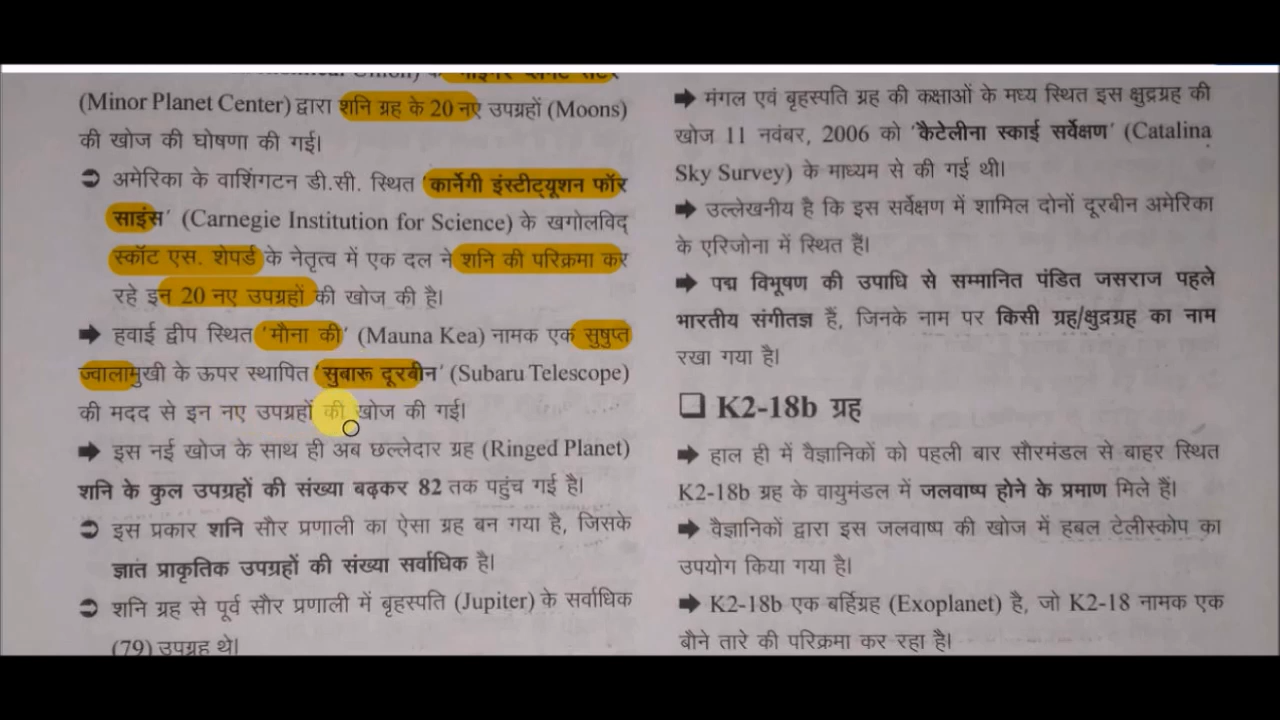 (Minor Planet Center) द्वारा शनि ग्रह के 20 नए उपग्रहों (Moons)
की खोज की घोषणा की गई।
अमेरिका के वाशिंगटन डी.सी. स्थित 'कार्नेगी इंस्टीट्यूशन फॉर
साइंस' (Carnegie Institution for Science) के खगोलविद्
स्कॉट एस. शेपर्ड के नेतृत्व में एक दल ने शनि की परिक्रमा कर
रहे इन 20 नए उपग्रहों की खोज की है।
हवाई द्वीप स्थित 'मौना की' (Mauna Kea) नामक एक सुषुप्त
ज्वालामुखी के ऊपर स्थापित 'सुबारू दूरबीन' (Subaru Telescope)
की मदद से इन नए उपग्रहों की खोज की गई।
इस नई खोज के साथ ही अब छल्लेदार ग्रह (Ringed Planet)
शनि के कुल उपग्रहों की संख्या बढ़कर 82 तक पहुंच गई है।
इस प्रकार शनि सौर प्रणाली का ऐसा ग्रह बन गया है, जिसके
ज्ञात प्राकृतिक उपग्रहों की संख्या सर्वाधिक है।
शनि ग्रह से पूर्व सौर प्रणाली में बृहस्पति (Jupiter) के सर्वाधिक
(79) उपग्रह थे।
मंगल एवं बृहस्पति ग्रह की कक्षाओं के मध्य स्थित इस क्षुद्रग्रह की
खोज 11 नवंबर, 2006 को 'कैटेलीना स्काई सर्वेक्षण' (Catalina
Sky Survey) के माध्यम से की गई थी।
उल्लेखनीय है कि इस सर्वेक्षण में शामिल दोनों दूरबीन अमेरिका
के एरिजोना में स्थित हैं।
पद्म विभूषण की उपाधि से सम्मानित पंडित जसराज पहले
भारतीय संगीतज्ञ हैं, जिनके नाम पर किसी ग्रह/क्षुद्रग्रह का नाम
रखा गया है।
K2-18b ग्रह
हाल ही में वैज्ञानिकों को पहली बार सौरमंडल से बाहर स्थित
K2-18b ग्रह के वायुमंडल में जलवाष्प होने के प्रमाण मिले हैं।
वैज्ञानिकों द्वारा इस जलवाष्प की खोज में हबल टेलीस्कोप का
उपयोग किया गया है।
K2-18b एक बर्हिग्रह (Exoplanet) है, जो K2-18 नामक एक
बौने तारे की परिक्रमा कर रहा है।